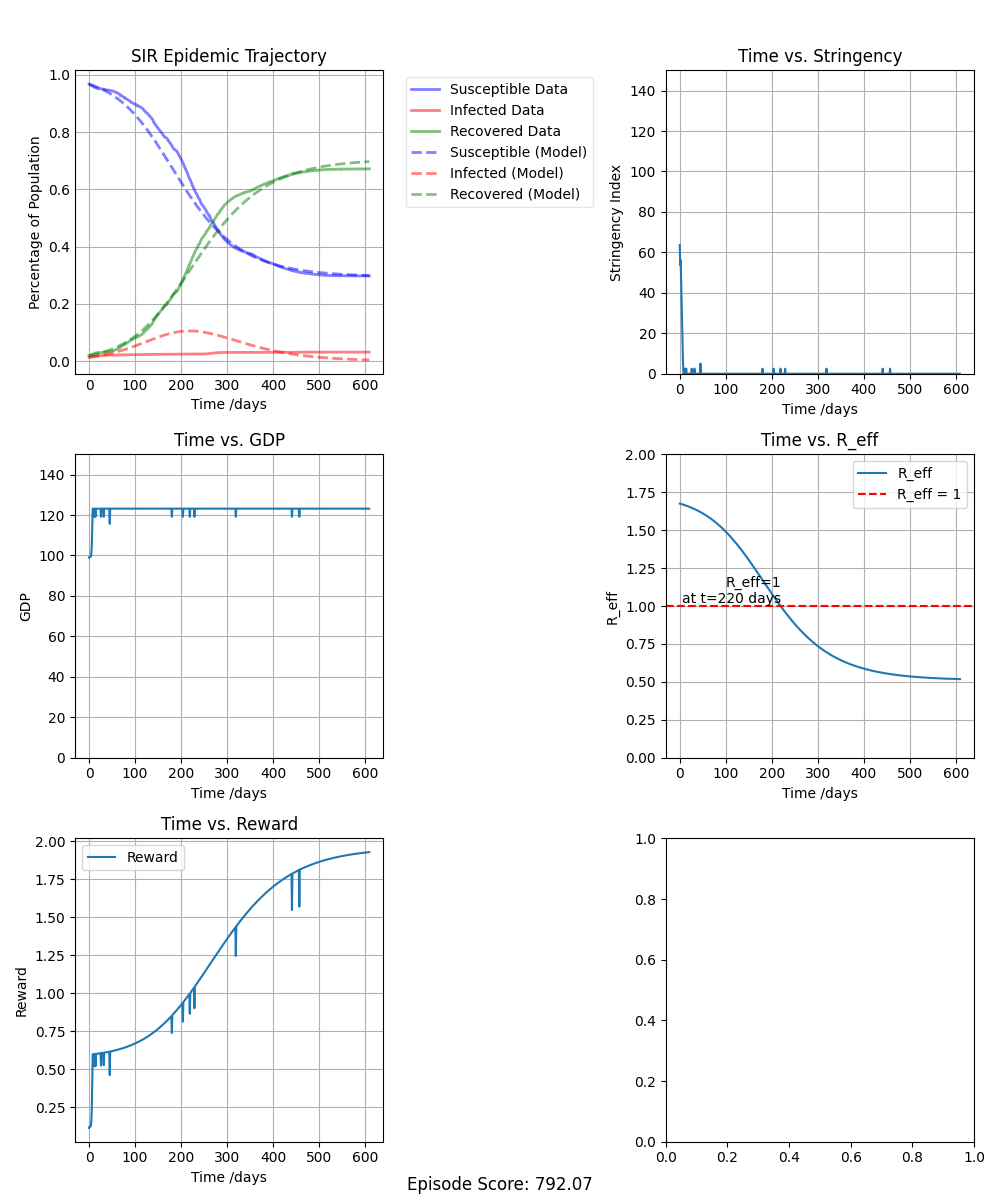 SIR Epidemic Trajectory
1.0
0.8
0.6
0.4
0.2
0.0
Percentage of Population
0 100 200 300 400 500 600
Time /days
Susceptible Data
Infected Data
Recovered Data
Susceptible (Model)
Infected (Model)
Recovered (Model)
Time vs. Stringency
140
120
100
80
60
40
20
0
Stringency Index
0 100 200 300 400 500 600
Time /days
Time vs. GDP
140
120
100
80
60
40
20
0
GDP
0 100 200 300 400 500 600
Time /days
Time vs. R_eff
2.00
1.75
1.50
1.25
1.00
0.75
0.50
0.25
0.00
R_eff
R_eff
R_eff = 1
R_eff=1
at t=220 days
0 100 200 300 400 500 600
Time /days
Time vs. Reward
2.00
1.75
1.50
1.25
1.00
0.75
0.50
0.25
Reward
Reward
0 100 200 300 400 500 600
Time /days
1.0
0.8
0.6
0.4
0.2
0.0
0.0 0.2 0.4 0.6 0.8 1.0
Episode Score: 792.07